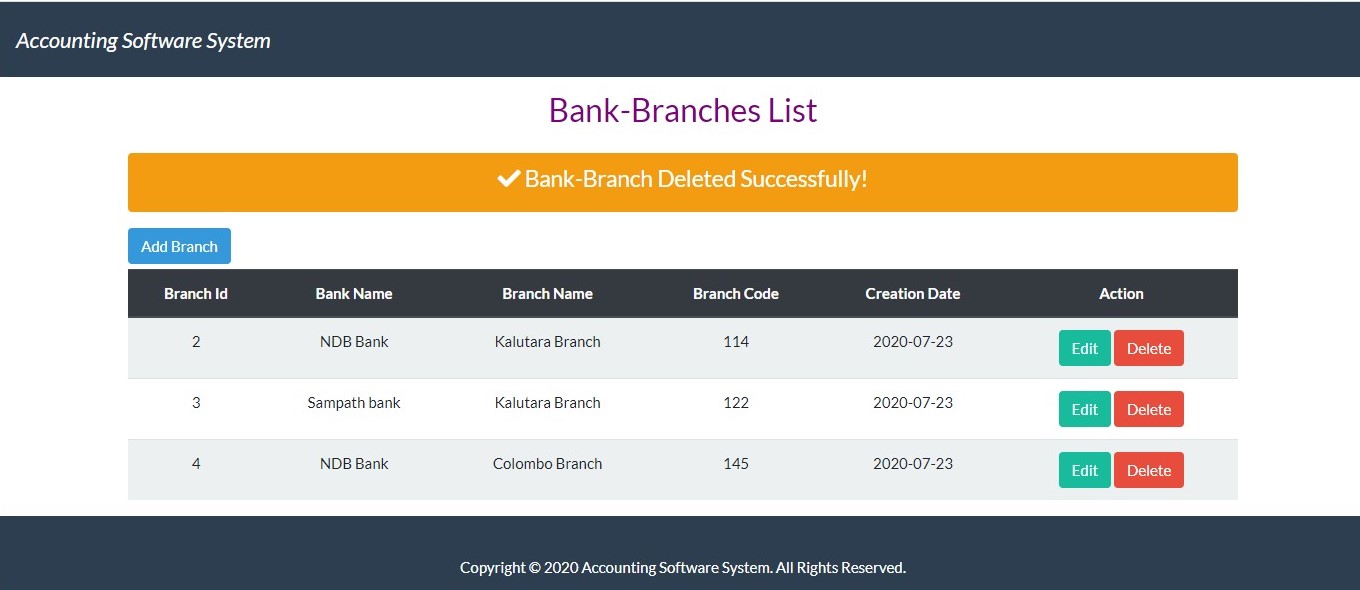 Accounting Software System
Bank-Branches List
Bank-Branch Deleted Successfully!
Add Branch
Branch Id Bank Name Branch Name Branch Code Creation Date Action
2 NDB Bank Kalutara Branch 114 2020-07-23 Edit Delete
3 Sampath bank Kalutara Branch 122 2020-07-23 Edit Delete
4 NDB Bank Colombo Branch 145 2020-07-23 Edit Delete
Copyright © 2020 Accounting Software System. All Rights Reserved.